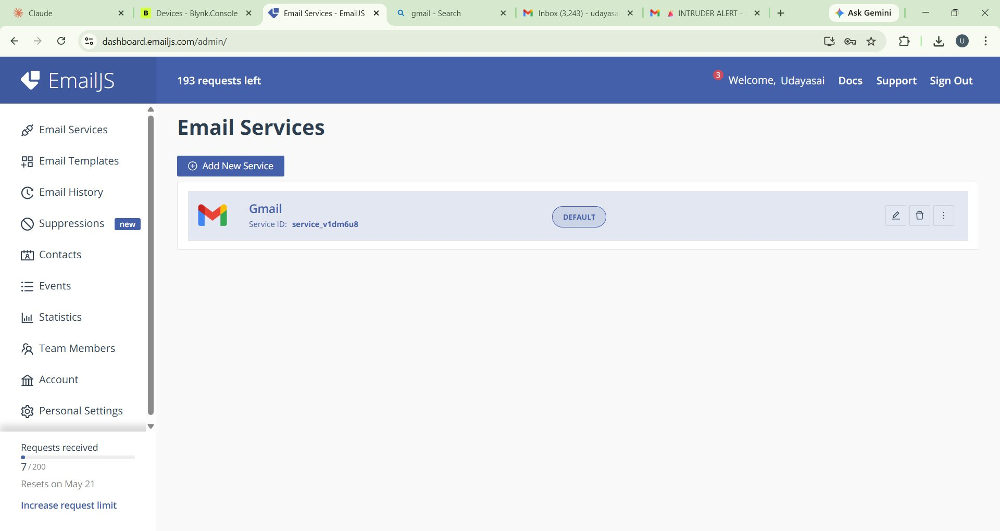 Claude
Devices - Blynk.Console
Email Services - EmailJS
gmail - Search
Inbox (3,243) - udayasa
INTRUDER ALERT -
Ask Gemini
dashboard.emailjs.com/admin/
U
EmailJS
193 requests left
3
Welcome, Udayasai
Docs
Support
Sign Out
Email Services
Email Templates
Email History
Suppressions new
Contacts
Events
Statistics
Team Members
Account
Personal Settings
Requests received
7 / 200
Resets on May 21
Increase request limit
Email Services
Add New Service
Gmail
Service ID: service_v1dm6u8
DEFAULT